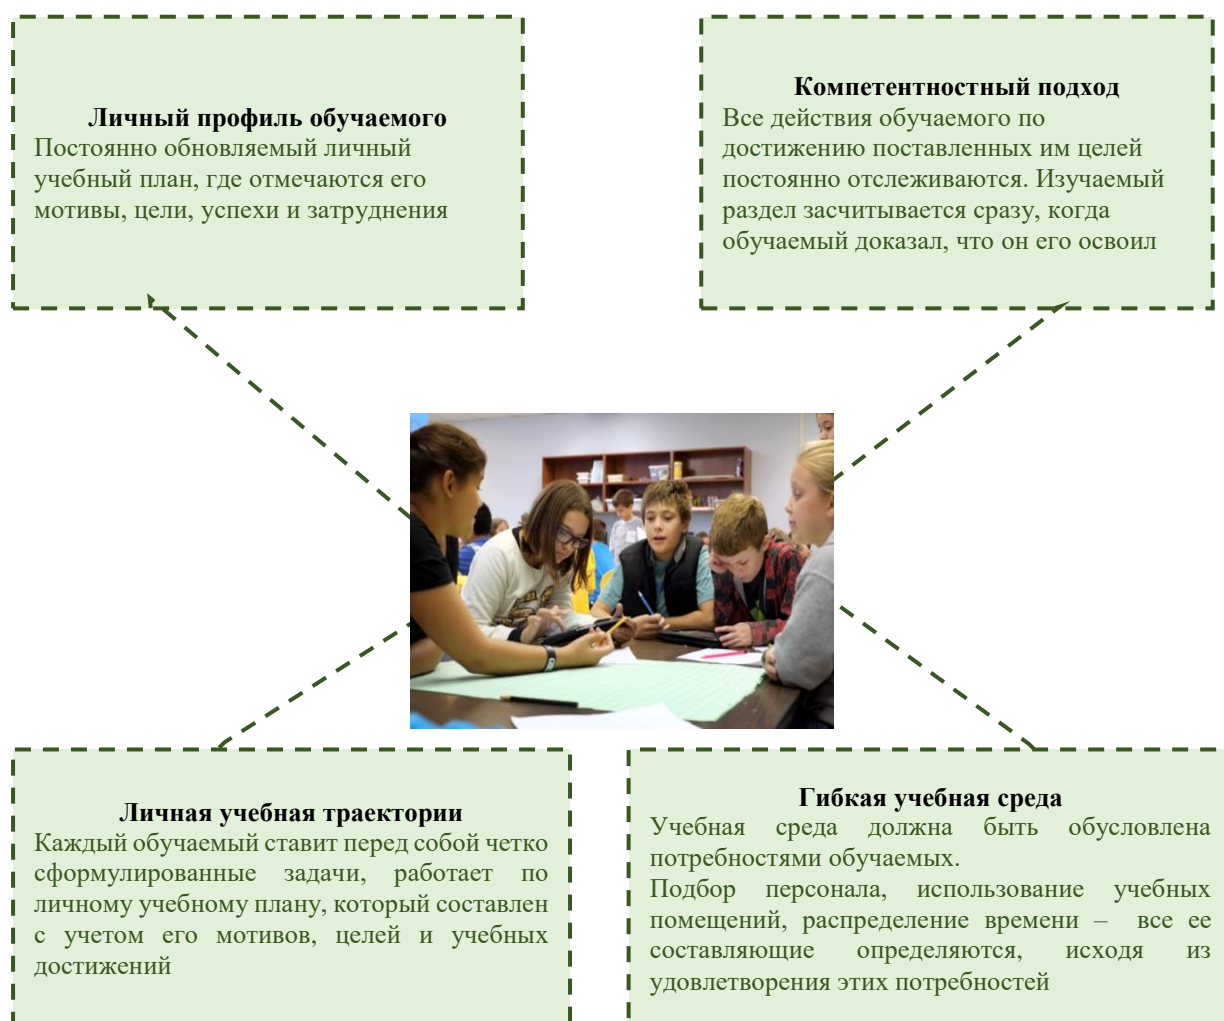 Личный профиль обучаемого
Постоянно обновляемый личный
учебный план, где отмечаются его
мотивы, цели, успехи и затруднения
Компетентностный подход
Все действия обучаемого по
достижению поставленных им целей
постоянно отслеживаются. Изучаемый
раздел засчитывается сразу, когда
обучаемый доказал, что он его освоил
Личная учебная траектории
Каждый обучаемый ставит перед собой четко
сформулированные задачи, работает по
личному учебному плану, который составлен
с учетом его мотивов, целей и учебных
достижений
Гибкая учебная среда
Учебная среда должна быть обусловлена
потребностями обучаемых.
Подбор персонала, использование учебных
помещений, распределение времени – все ее
составляющие определяются, исходя из
удовлетворения этих потребностей